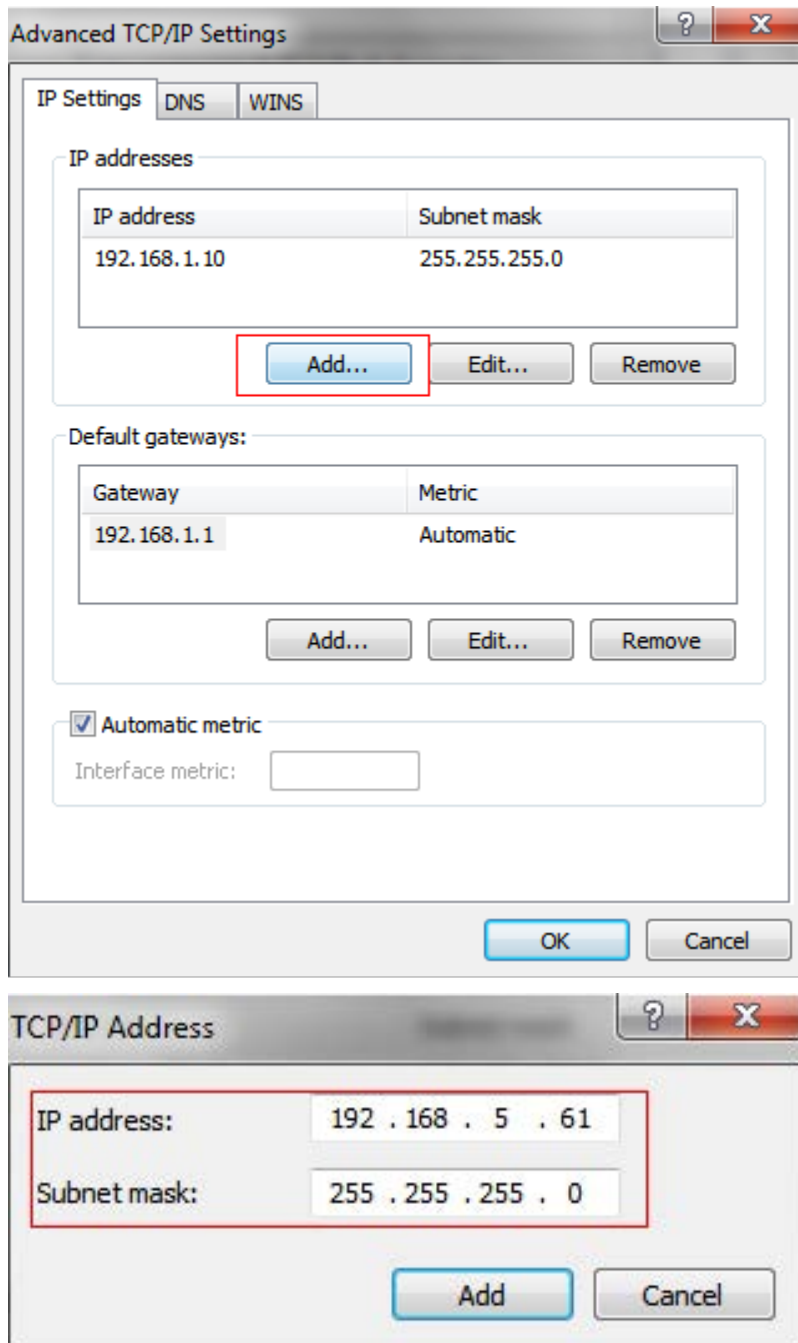 Advanced TCP/IP Settings
IP Settings DNS WINS
IP addresses
IP address Subnet mask
192.168.1.10 255.255.255.0
Add... Edit... Remove
Default gateways:
Gateway Metric
192.168.1.1 Automatic
Add... Edit... Remove
Automatic metric
Interface metric:
OK Cancel
TCP/IP Address
IP address: 192 . 168 . 5 . 61
Subnet mask: 255 . 255 . 255 . 0
Add Cancel